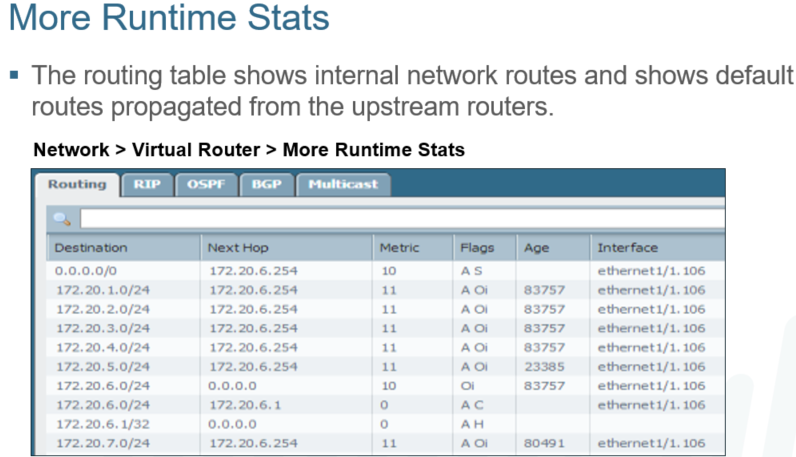 More Runtime Stats
▪ The routing table shows internal network routes and shows default
routes propagated from the upstream routers.
Network > Virtual Router > More Runtime Stats
Routing RIP OSPF BGP Multicast
Destination Next Hop Metric Flags Age Interface
0.0.0.0/0 172.20.6.254 10 A S ethernet1/1.106
172.20.1.0/24 172.20.6.254 11 A Oi 83757 ethernet1/1.106
172.20.2.0/24 172.20.6.254 11 A Oi 83757 ethernet1/1.106
172.20.3.0/24 172.20.6.254 11 A Oi 83757 ethernet1/1.106
172.20.4.0/24 172.20.6.254 11 A Oi 83757 ethernet1/1.106
172.20.5.0/24 172.20.6.254 11 A Oi 23385 ethernet1/1.106
172.20.6.0/24 0.0.0.0 10 Oi 83757 ethernet1/1.106
172.20.6.0/24 172.20.6.1 0 A C ethernet1/1.106
172.20.6.1/32 0.0.0.0 0 A H
172.20.7.0/24 172.20.6.254 11 A Oi 80491 ethernet1/1.106